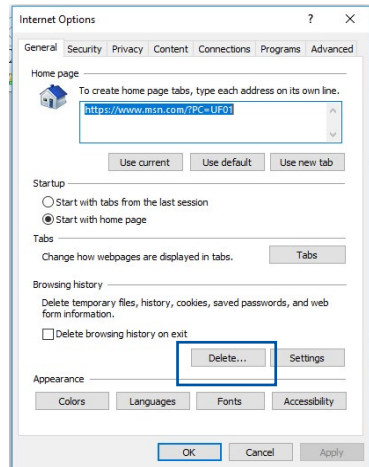 Internet Options ? X
General Security Privacy Content Connections Programs Advanced
Home page
To create home page tabs, type each address on its own line.
https://www.msn.com/?PC=UF01
Use current Use default Use new tab
Startup
Start with tabs from the last session
Start with home page
Tabs
Change how webpages are displayed in tabs. Tabs
Browsing history
Delete temporary files, history, cookies, saved passwords, and web
form information.
Delete browsing history on exit
Delete... Settings
Appearance
Colors Languages Fonts Accessibility
OK Cancel Apply